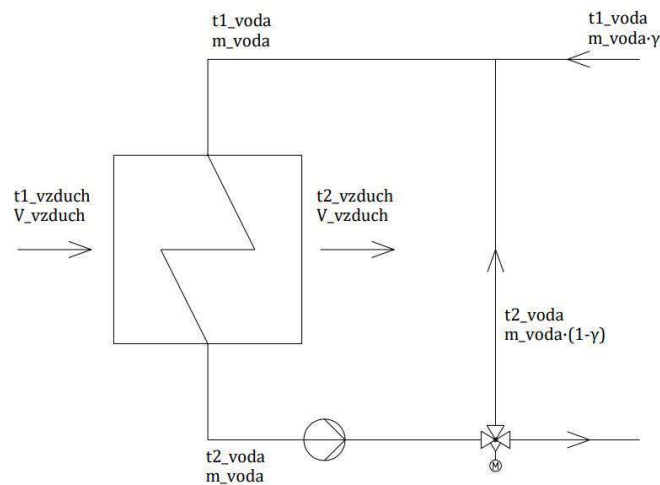 t1_voda
m_voda
t1_voda
m_voda·γ
t1_vzduch
V_vzduch
t2_vzduch
V_vzduch
t2_voda
m_voda·(1-γ)
t2_voda
m_voda
M